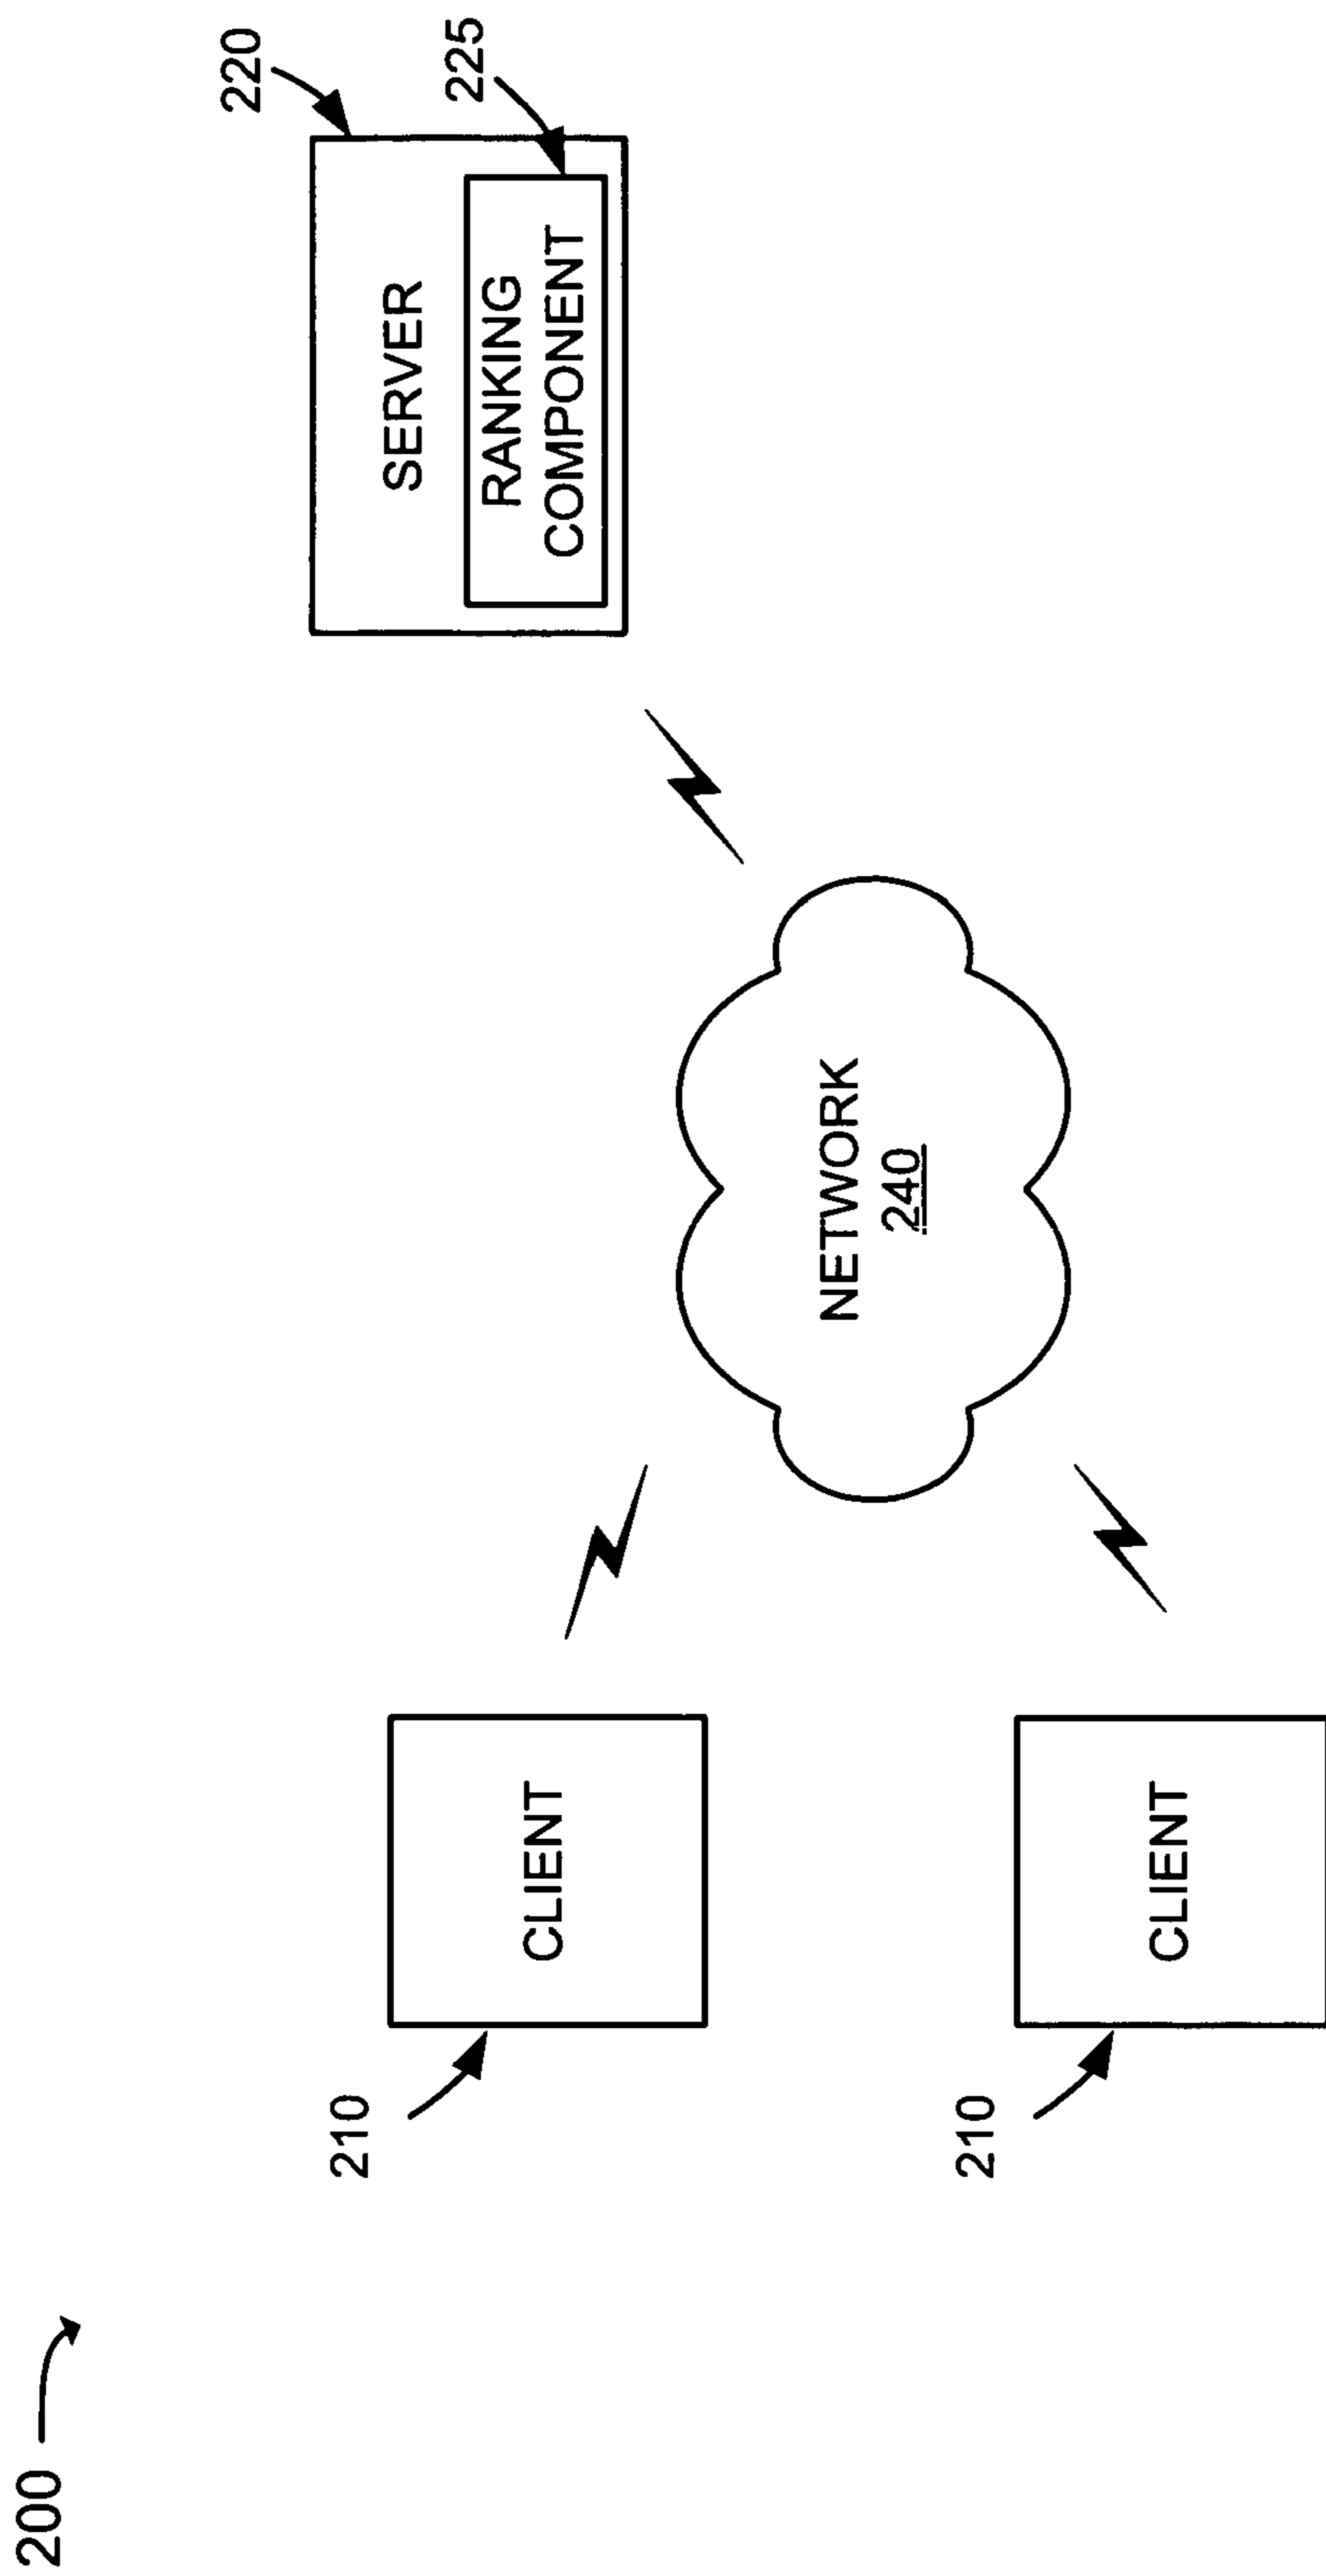 200
210
CLIENT
210
CLIENT
NETWORK
240
220
SERVER
225
RANKING
COMPONENT